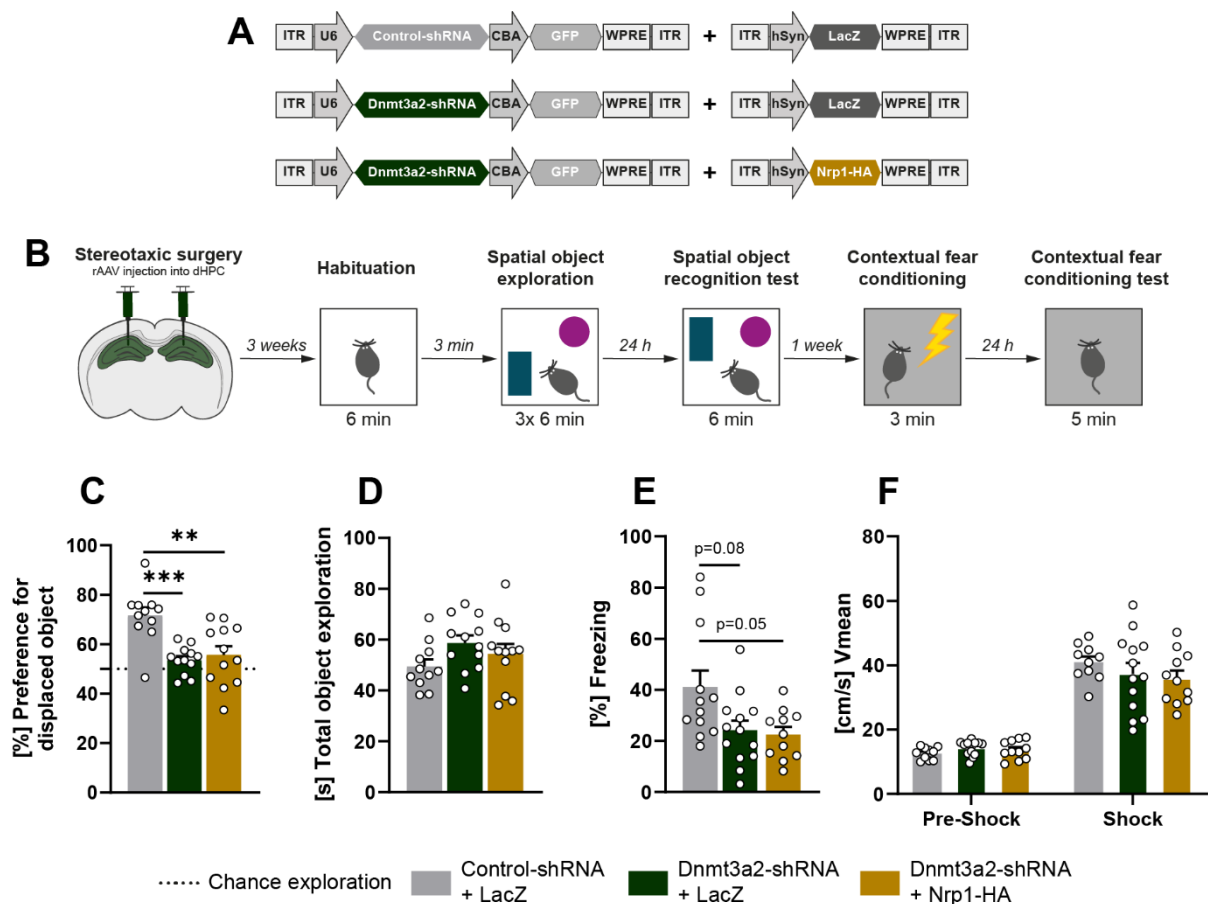 A
ITR U6 Control-shRNA CBA GFP WPRE ITR + ITR hSyn LacZ WPRE ITR
ITR U6 Dnmt3a2-shRNA CBA GFP WPRE ITR + ITR hSyn LacZ WPRE ITR
ITR U6 Dnmt3a2-shRNA CBA GFP WPRE ITR + ITR hSyn Nrp1-HA WPRE ITR
B
Stereotaxic surgery
rAAV injection into dHPC
3 weeks
Habituation
6 min
3 min
Spatial object
exploration
3x 6 min
24 h
Spatial object
recognition test
6 min
1 week
Contextual fear
conditioning
3 min
24 h
Contextual fear
conditioning test
5 min
C
[%] Preference for
displaced object
100
80
60
40
20
0
**
***
D
[s] Total object exploration
100
80
60
40
20
0
E
[%] Freezing
100
80
60
40
20
0
p=0.08
p=0.05
F
[cm/s] Vmean
80
60
40
20
0
Pre-Shock Shock
Chance exploration
Control-shRNA
+ LacZ
Dnmt3a2-shRNA
+ LacZ
Dnmt3a2-shRNA
+ Nrp1-HA